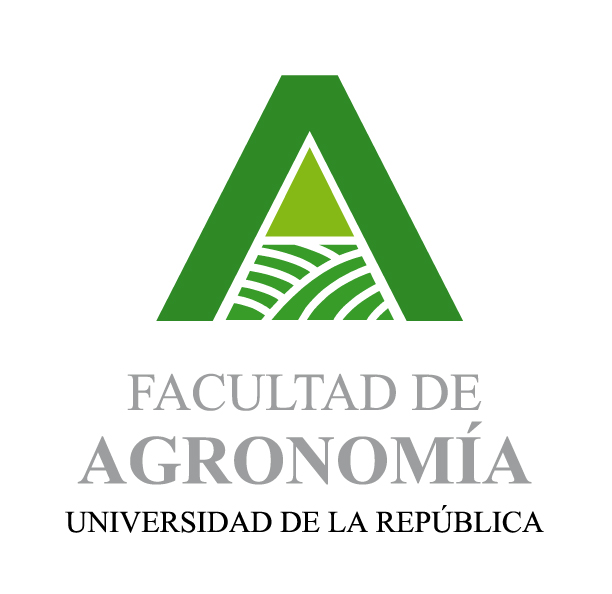 FACULTAD DE
AGRONOMÍA
UNIVERSIDAD DE LA REPÚBLICA